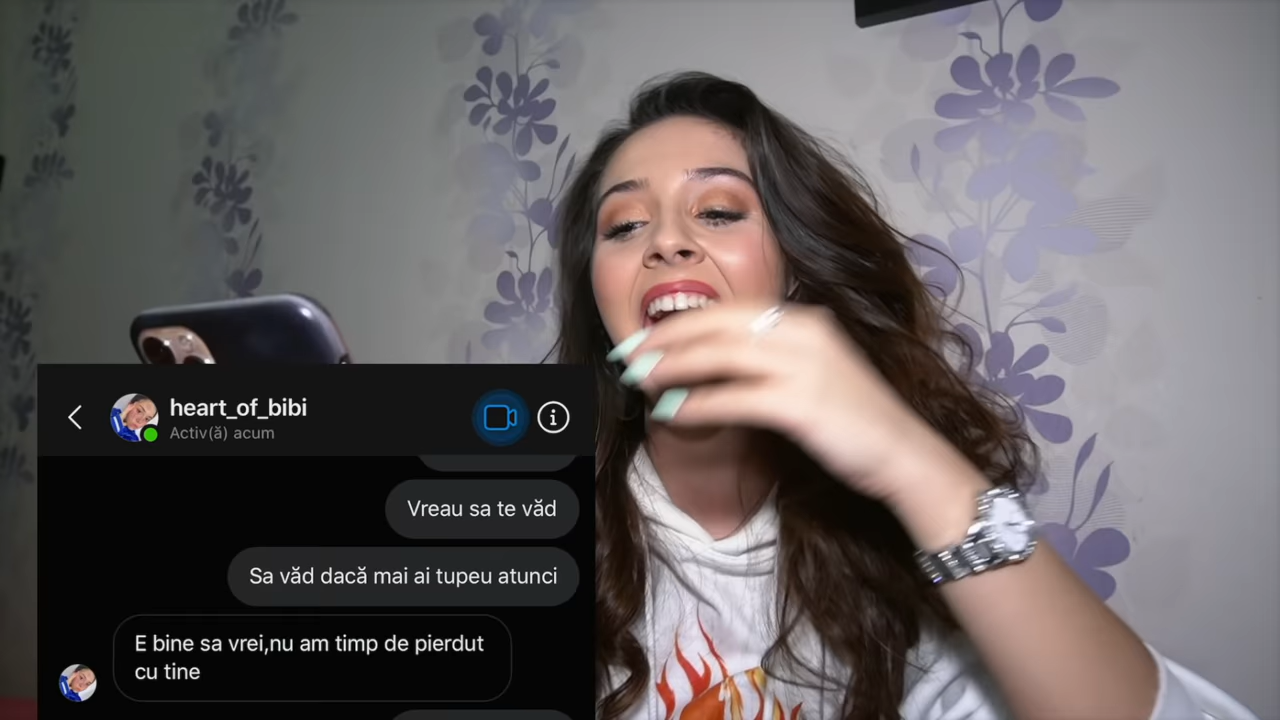 heart_of_bibi
Activ(ă) acum
Vreau sa te văd
Sa văd dacă mai ai tupeu atunci
E bine sa vrei,nu am timp de pierdut
cu tine